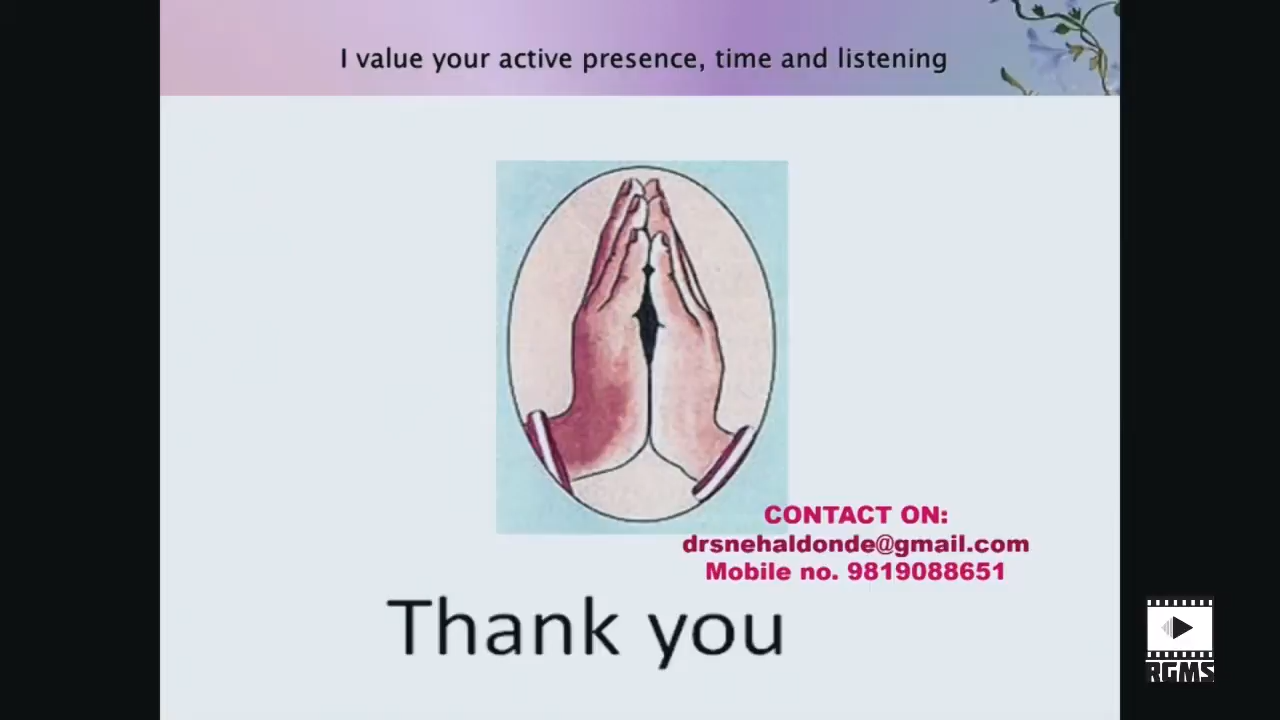 I value your active presence, time and listening
CONTACT ON:
drsnehaldonde@gmail.com
Mobile no. 9819088651
Thank you
RGMS